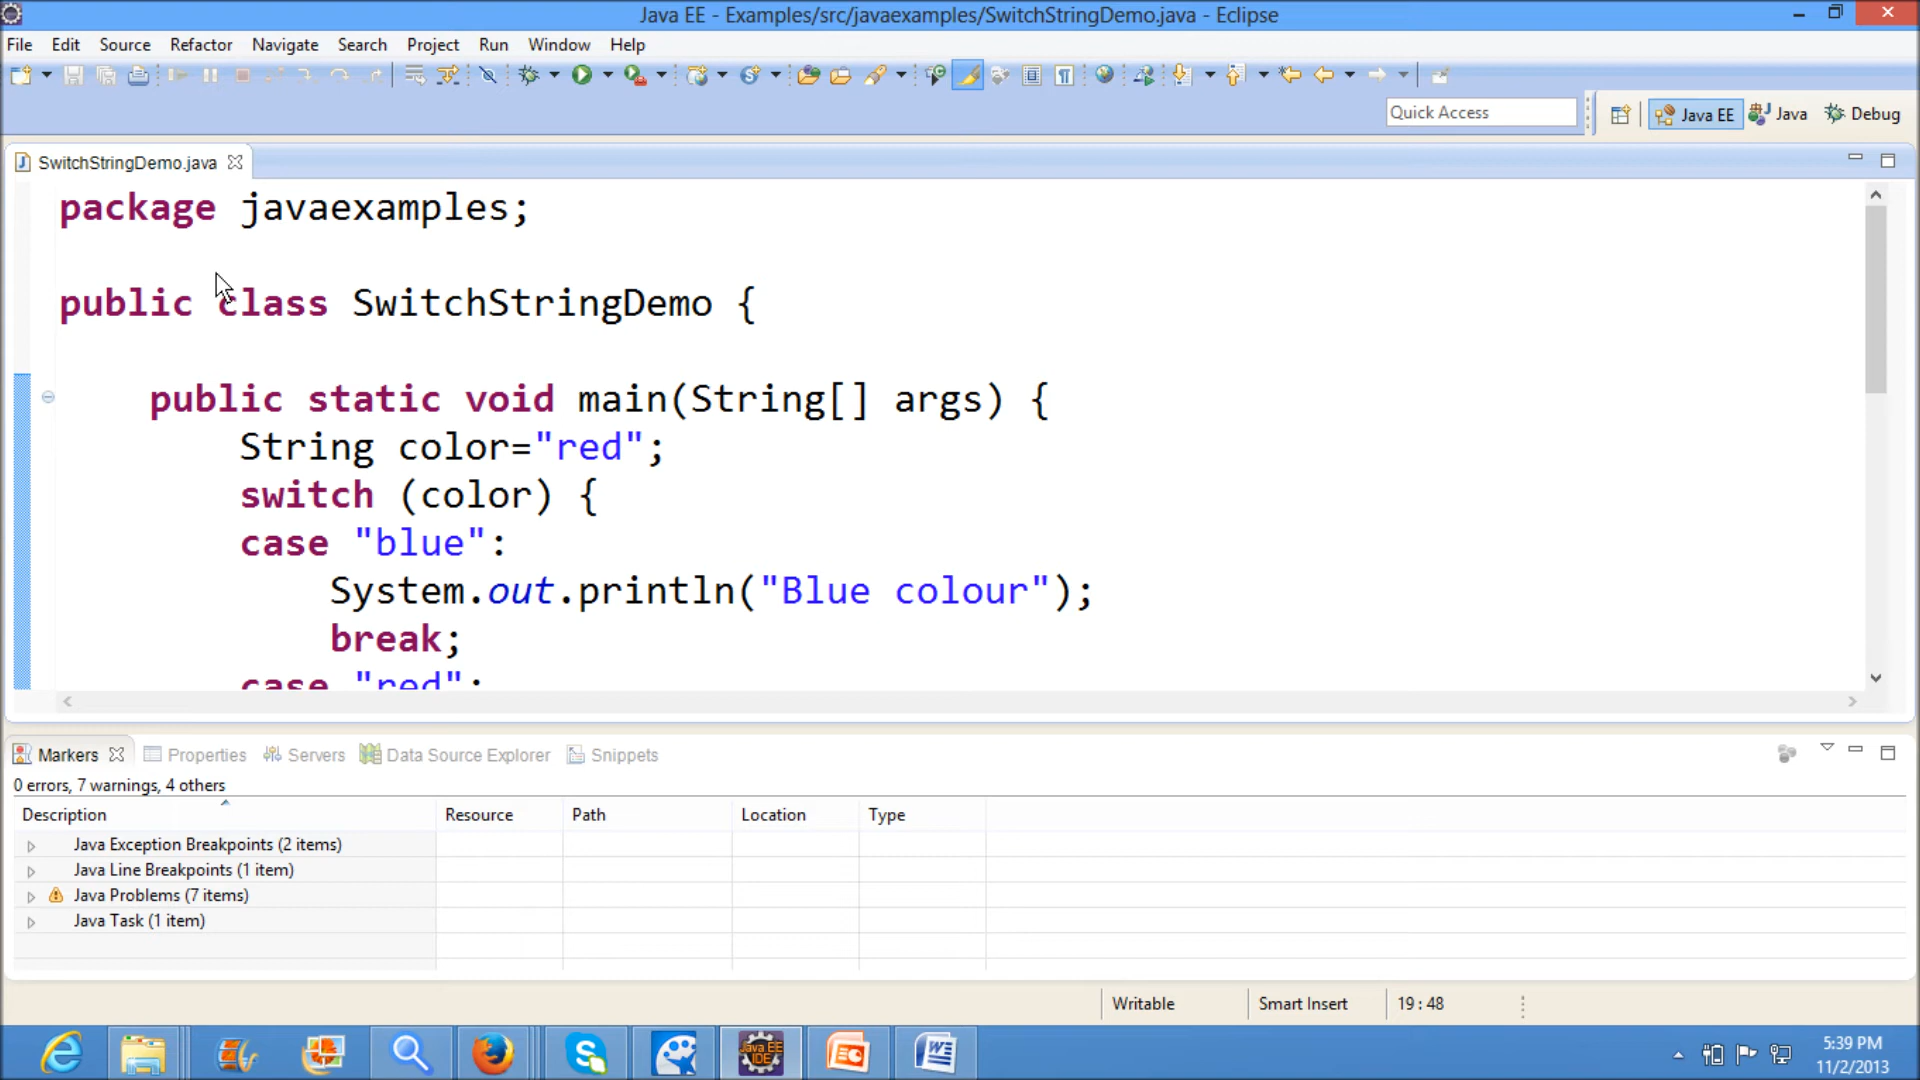 Java EE - Examples/src/javaexamples/SwitchStringDemo.java - Eclipse
File Edit Source Refactor Navigate Search Project Run Window Help
Quick Access Java EE Java Debug
SwitchStringDemo.java
package javaexamples;
public class SwitchStringDemo {
public static void main(String[] args) {
String color="red";
switch (color) {
case "blue":
System.out.println("Blue colour");
break;
case "red":
Markers Properties Servers Data Source Explorer Snippets
0 errors, 7 warnings, 4 others
Description Resource Path Location Type
Java Exception Breakpoints (2 items)
Java Line Breakpoints (1 item)
Java Problems (7 items)
Java Task (1 item)
Writable Smart Insert 19 : 48
Java EE
IDE
5:39 PM
11/2/2013